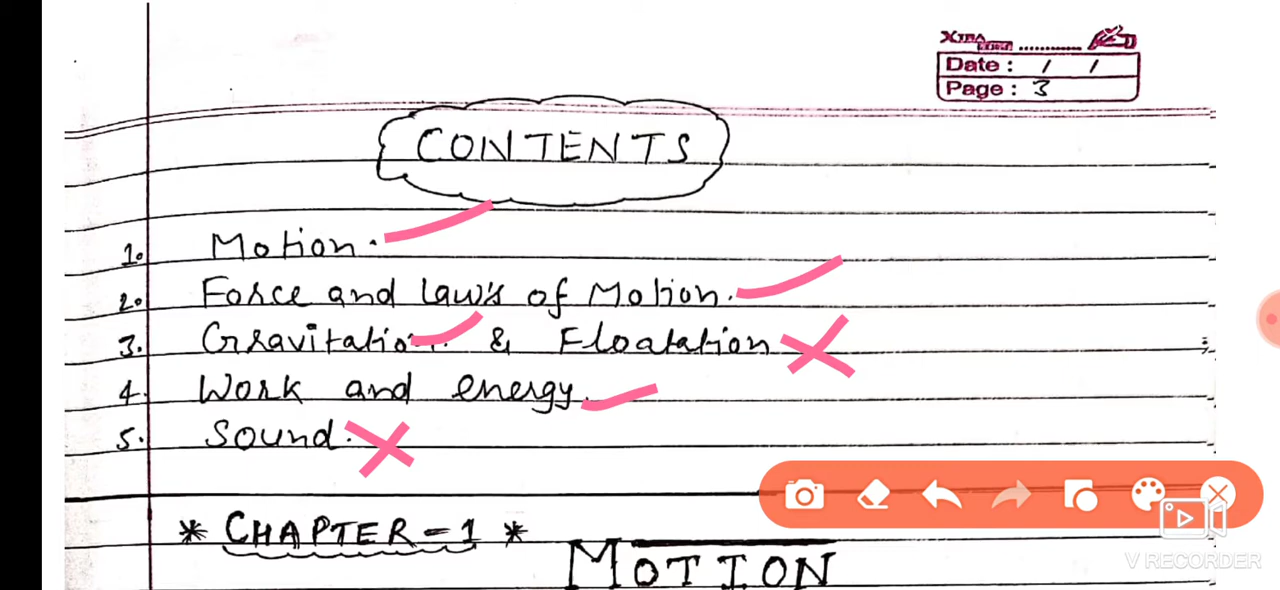 XTRA
Date : / /
Page : 3
CONTENTS
1. Motion.
2. Force and Law's of Motion.
3. Gravitation. & Floatation
4. Work and energy.
5. Sound.
* CHAPTER - 1 *
MOTION
V RECORDER